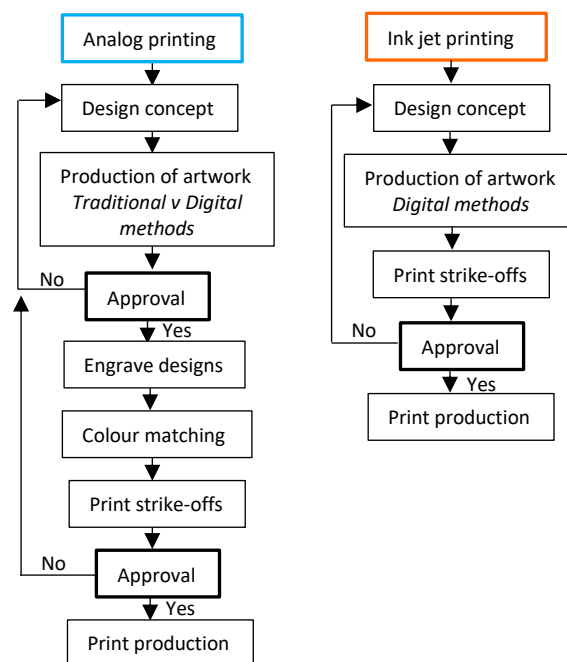 Analog printing
Design concept
Production of artwork
Traditional v Digital
methods
No
Approval
Yes
Engrave designs
Colour matching
Print strike-offs
No
Approval
Yes
Print production
Ink jet printing
Design concept
Production of artwork
Digital methods
Print strike-offs
No
Approval
Yes
Print production